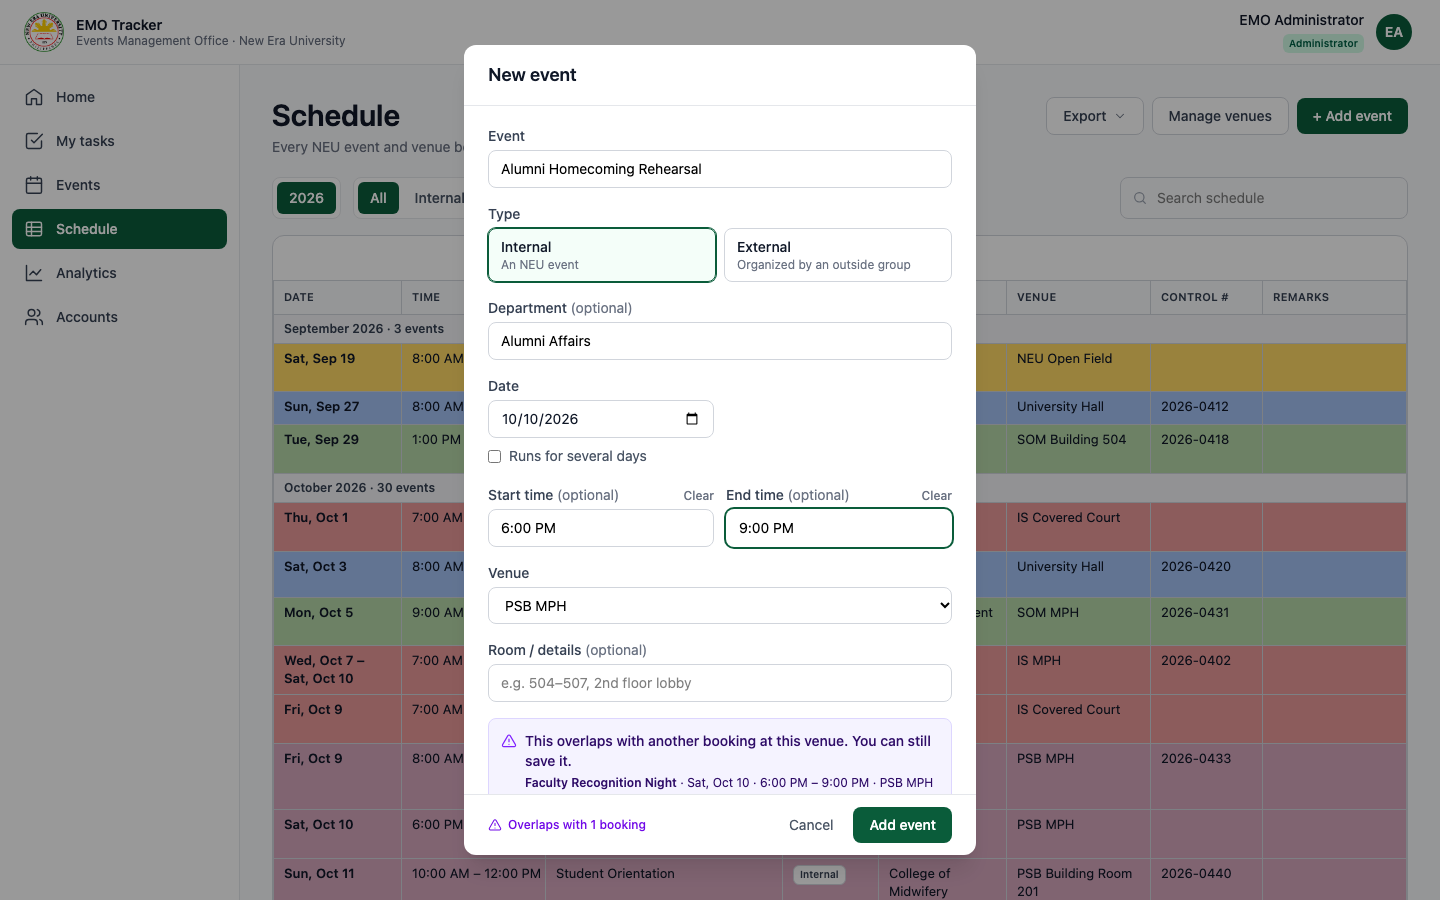 EMO Tracker
Events Management Office · New Era University
EMO Administrator
Administrator
EA
Home
My tasks
Events
Schedule
Analytics
Accounts
Schedule
Every NEU event and venue
Export
Manage venues
+ Add event
2026
All
Internal
Search schedule
DATE
TIME
VENUE
CONTROL #
REMARKS
September 2026 · 3 events
Sat, Sep 19
8:00 AM
NEU Open Field
Sun, Sep 27
8:00 AM
University Hall
2026-0412
Tue, Sep 29
1:00 PM
SOM Building 504
2026-0418
October 2026 · 30 events
Thu, Oct 1
7:00 AM
IS Covered Court
Sat, Oct 3
8:00 AM
University Hall
2026-0420
Mon, Oct 5
9:00 AM
SOM MPH
2026-0431
Wed, Oct 7 –
Sat, Oct 10
7:00 AM
IS MPH
2026-0402
Fri, Oct 9
7:00 AM
IS Covered Court
Fri, Oct 9
8:00 AM
PSB MPH
2026-0433
Sat, Oct 10
6:00 PM
PSB MPH
Sun, Oct 11
10:00 AM – 12:00 PM
Student Orientation
Internal
College of
Midwifery
PSB Building Room
201
2026-0440
New event
Event
Alumni Homecoming Rehearsal
Type
Internal
An NEU event
External
Organized by an outside group
Department (optional)
Alumni Affairs
Date
10/10/2026
Runs for several days
Start time (optional)
Clear
End time (optional)
Clear
6:00 PM
9:00 PM
Venue
PSB MPH
Room / details (optional)
e.g. 504–507, 2nd floor lobby
This overlaps with another booking at this venue. You can still
save it.
Faculty Recognition Night · Sat, Oct 10 · 6:00 PM – 9:00 PM · PSB MPH
Overlaps with 1 booking
Cancel
Add event